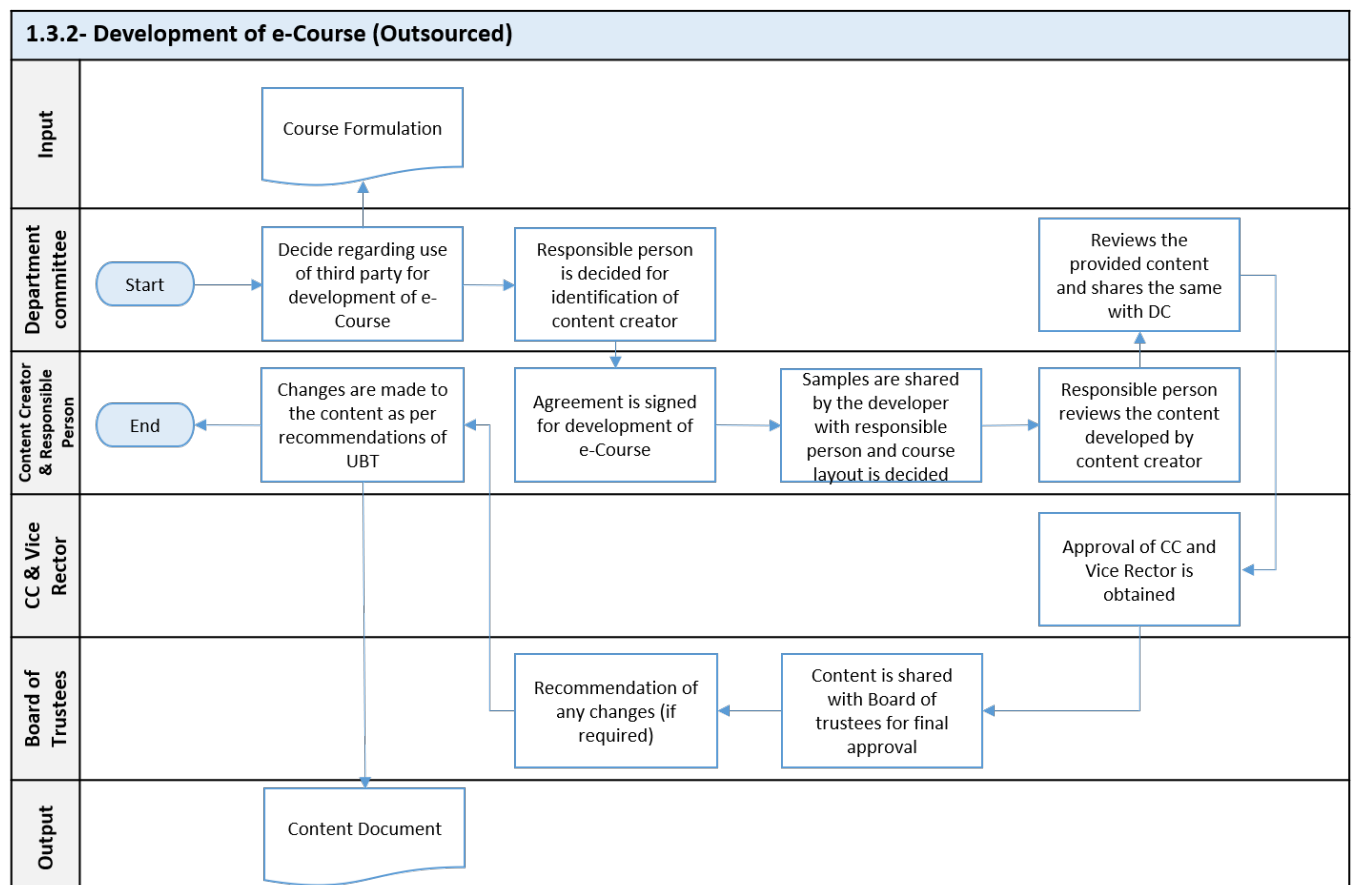 1.3.2- Development of e-Course (Outsourced)
Input
Course Formulation
Department
committee
Start
Decide regarding use
of third party for
development of e-
Course
Responsible person
is decided for
identification of
content creator
Reviews the
provided content
and shares the same
with DC
Content Creator
& Responsible
Person
End
Changes are made to
the content as per
recommendations of
UBT
Agreement is signed
for development of
e-Course
Samples are shared
by the developer
with responsible
person and course
layout is decided
Responsible person
reviews the content
developed by
content creator
CC & Vice
Rector
Approval of CC and
Vice Rector is
obtained
Board of
Trustees
Recommendation of
any changes (if
required)
Content is shared
with Board of
trustees for final
approval
Output
Content Document